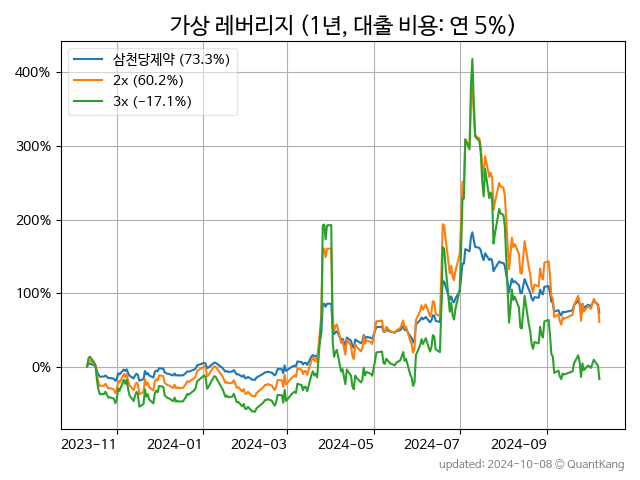 가상 레버리지 (1년, 대출 비용: 연 5%)
삼천당제약 (73.3%)
2x (60.2%)
3x (-17.1%)
400%
300%
200%
100%
0%
2023-11 2024-01 2024-03 2024-05 2024-07 2024-09
updated: 2024-10-08 © QuantKang